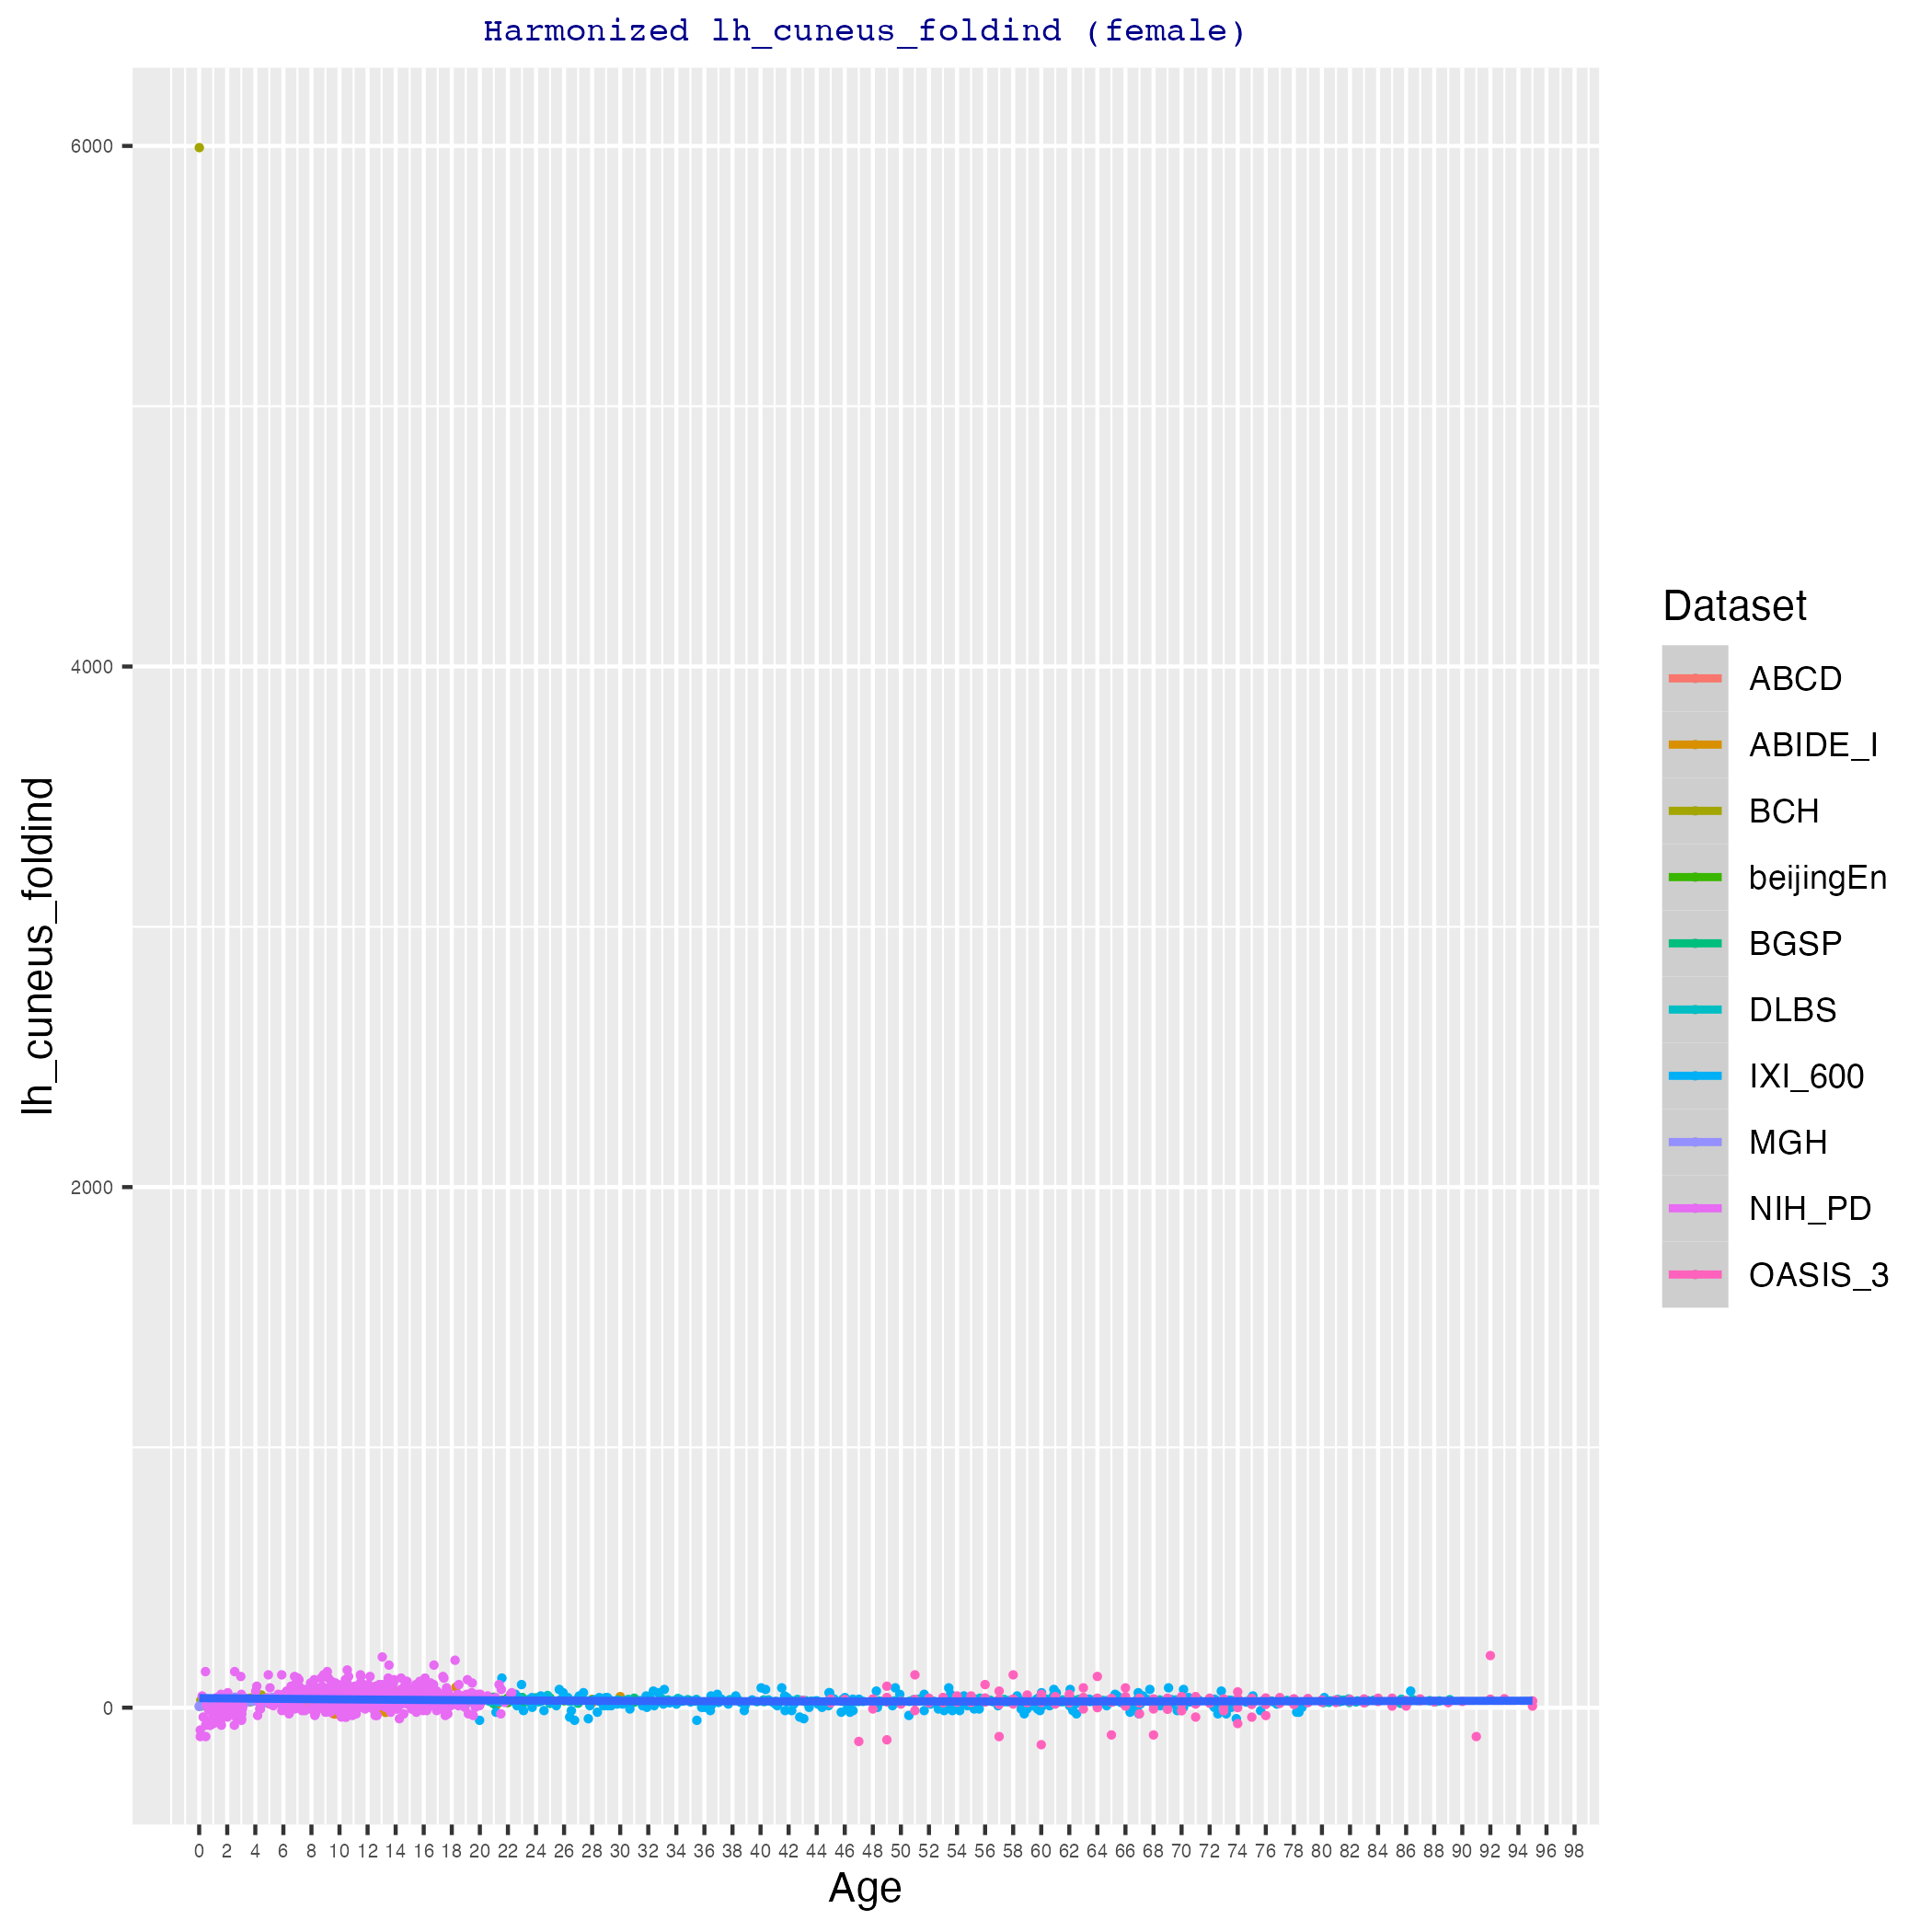 Harmonized lh_cuneus_foldind (female)
6000
4000
2000
0
lh_cuneus_foldind
0 2 4 6 8 10 12 14 16 18 20 22 24 26 28 30 32 34 36 38 40 42 44 46 48 50 52 54 56 58 60 62 64 66 68 70 72 74 76 78 80 82 84 86 88 90 92 94 96 98
Age
Dataset
ABCD
ABIDE_I
BCH
beijingEn
BGSP
DLBS
IXI_600
MGH
NIH_PD
OASIS_3